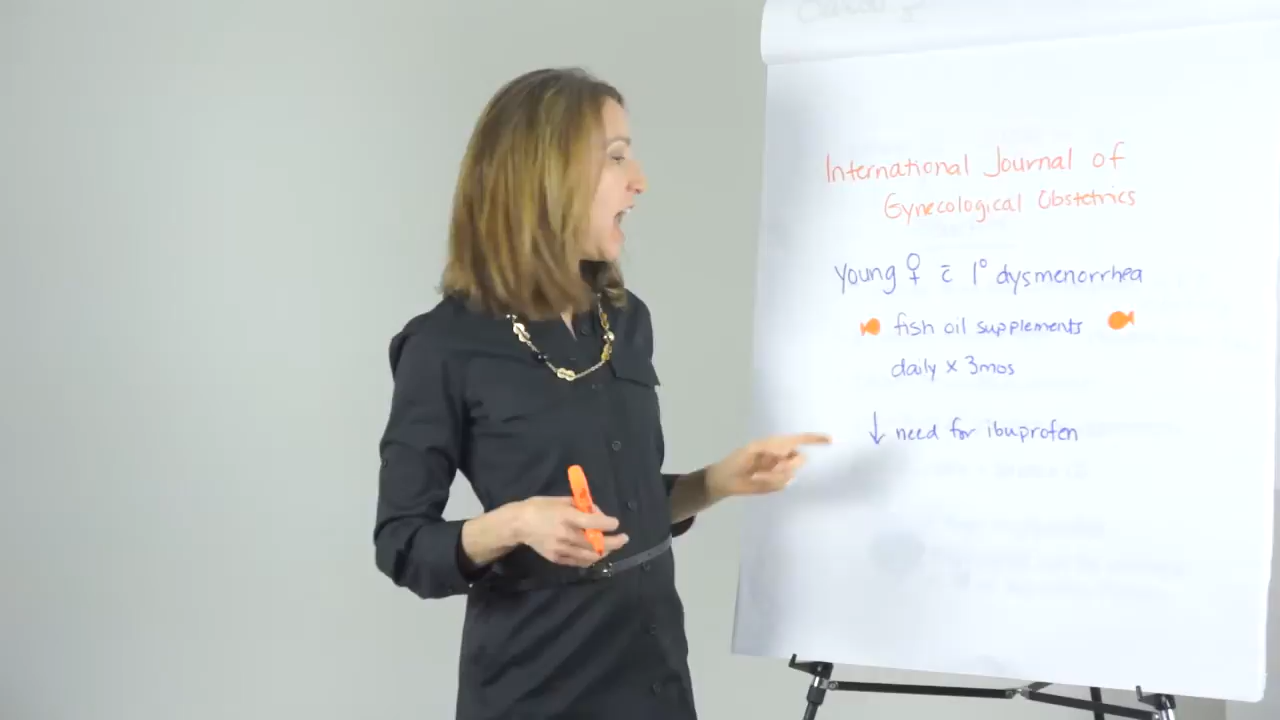 International Journal of
Gynecological Obstetrics
young ♀ c̄ 1° dysmenorrhea
fish oil supplements
daily x 3mos
↓ need for ibuprofen